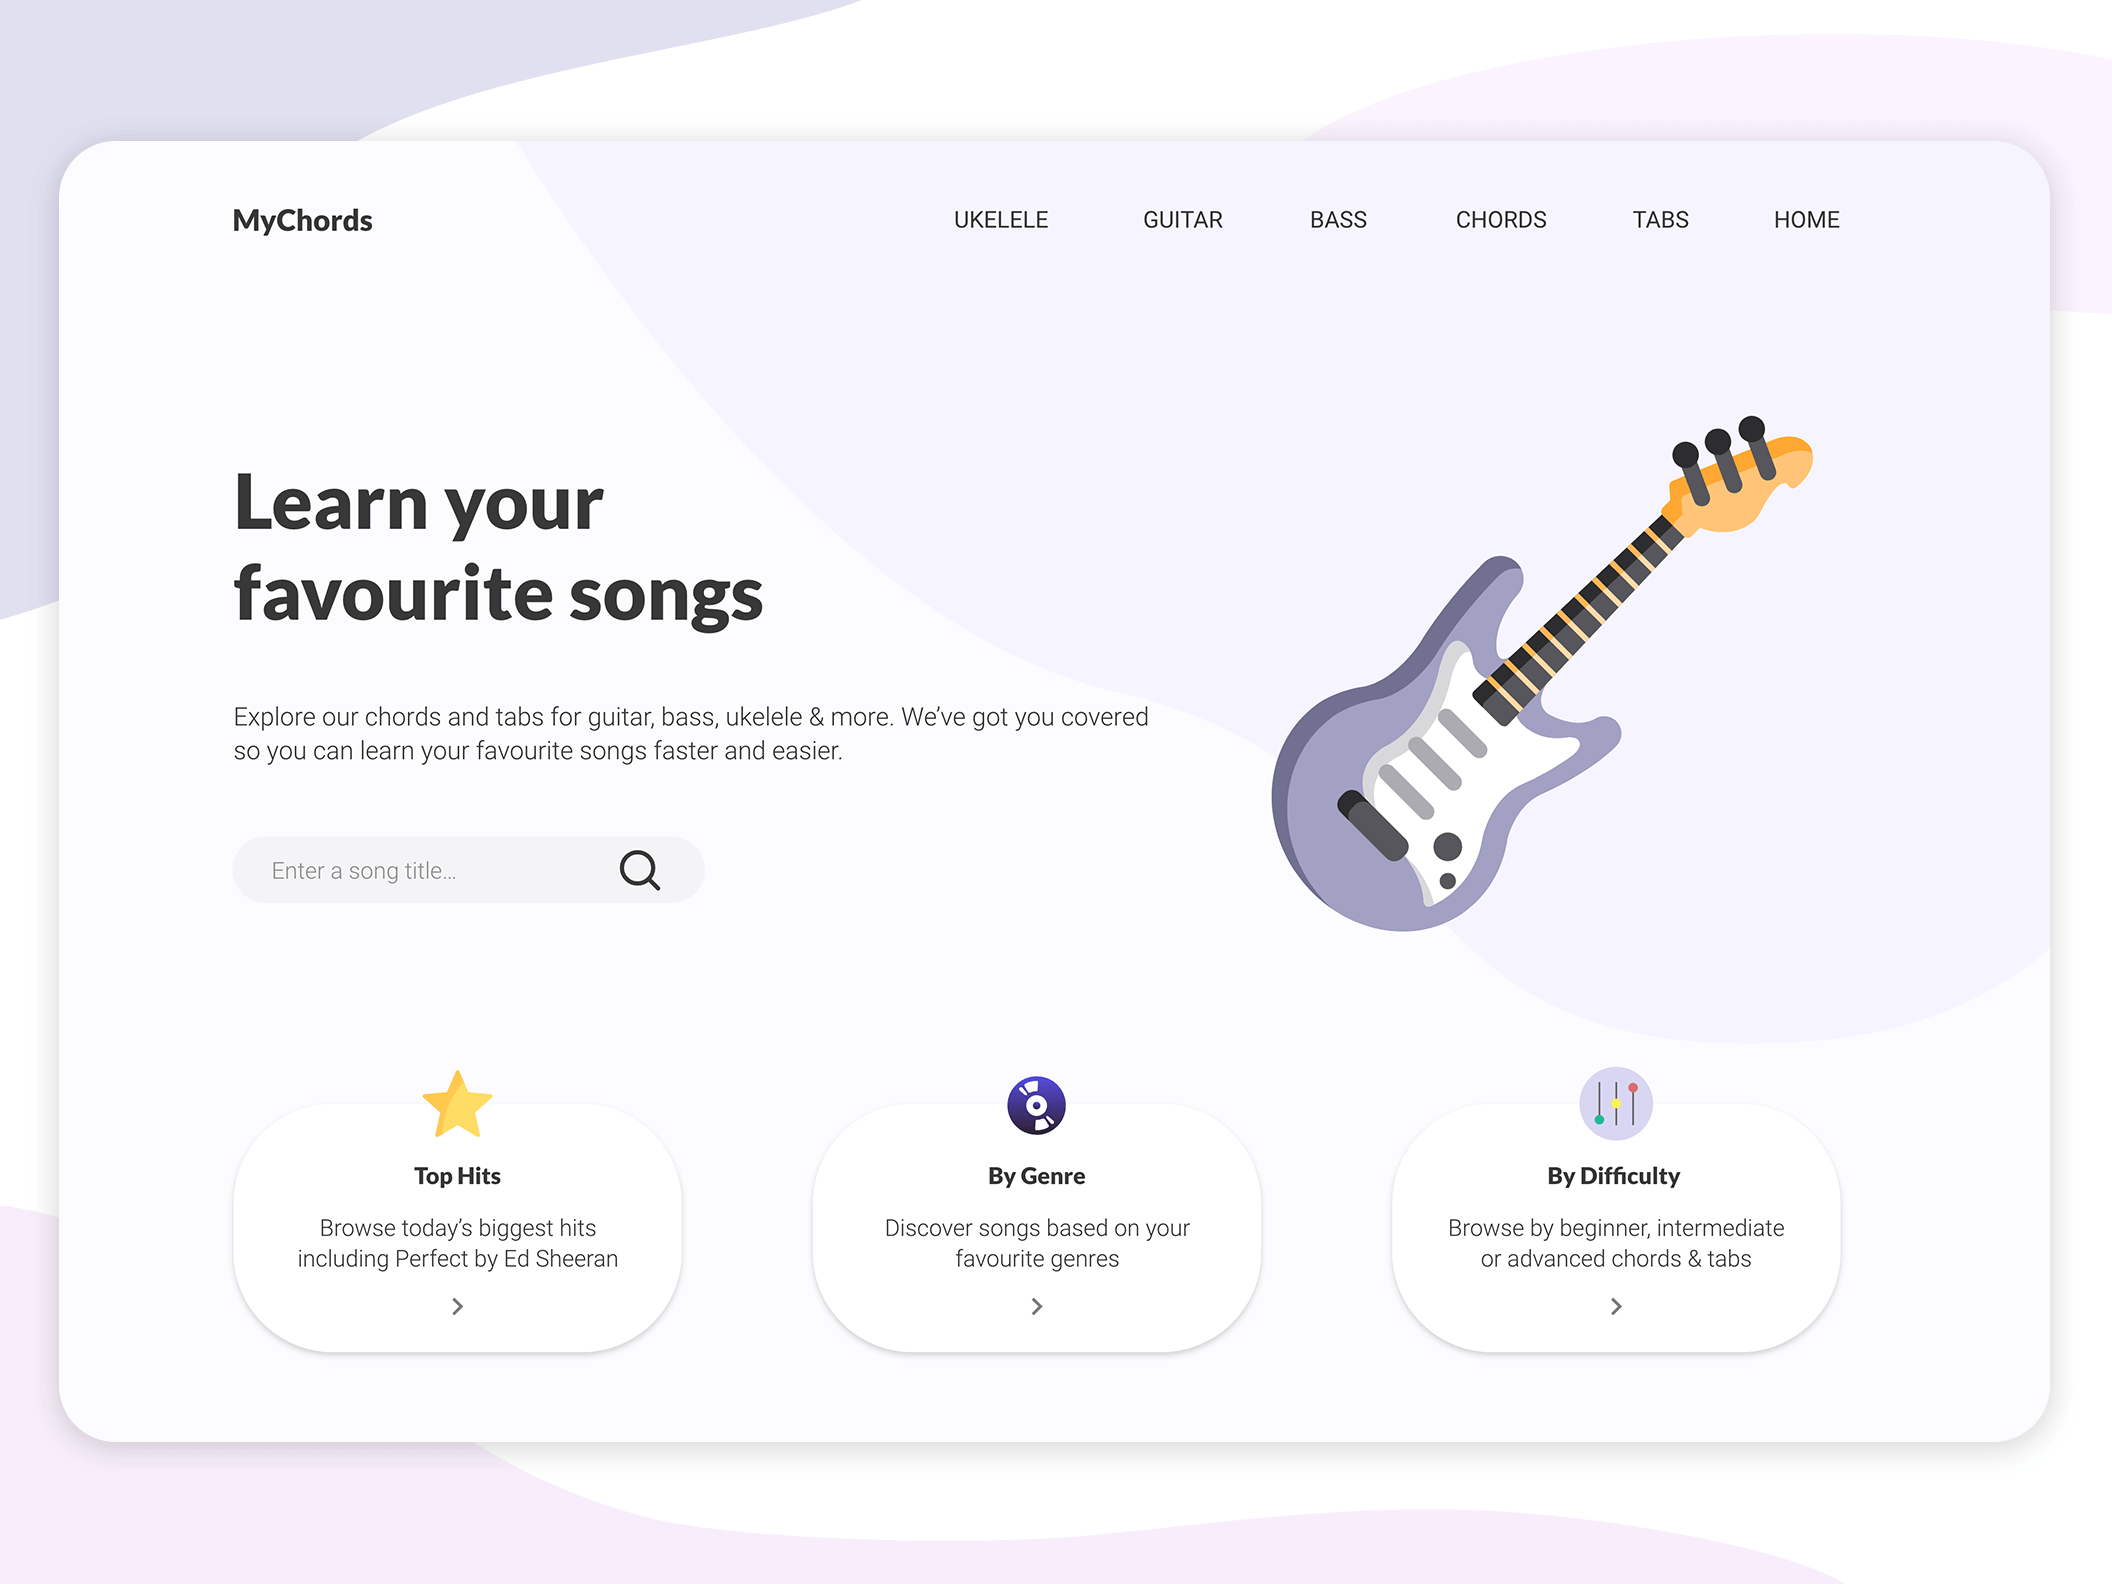 MyChords
UKELELE GUITAR BASS CHORDS TABS HOME
Learn your
favourite songs
Explore our chords and tabs for guitar, bass, ukelele & more. We’ve got you covered
so you can learn your favourite songs faster and easier.
Enter a song title...
Top Hits
Browse today’s biggest hits
including Perfect by Ed Sheeran
By Genre
Discover songs based on your
favourite genres
By Difficulty
Browse by beginner, intermediate
or advanced chords & tabs